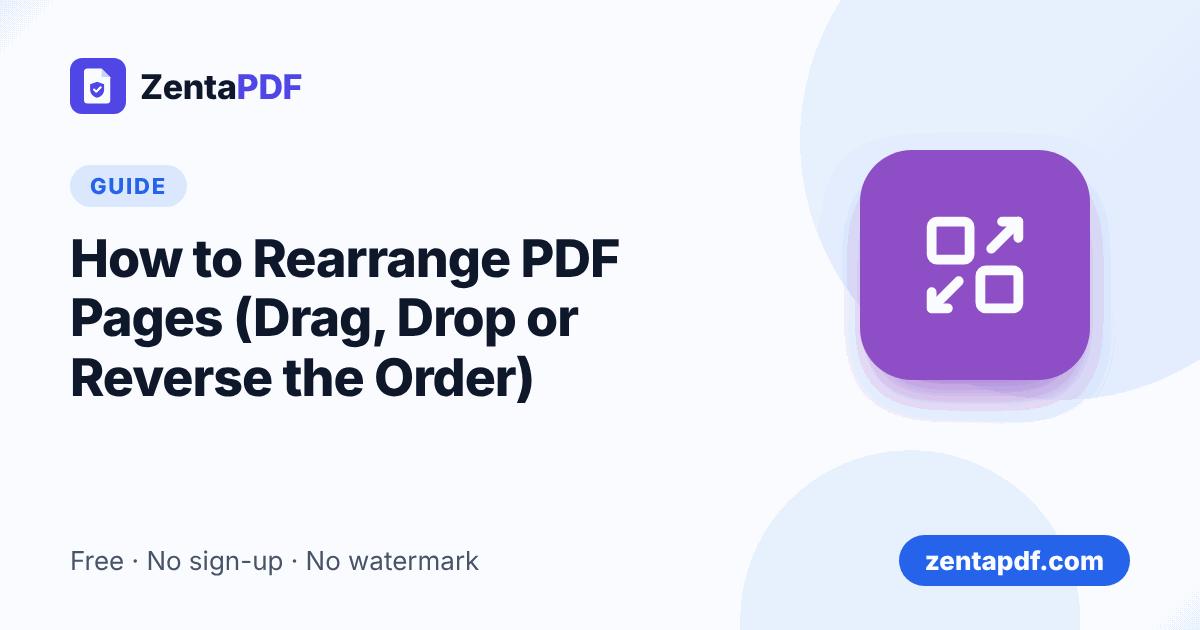 ZentaPDF
GUIDE
How to Rearrange PDF
Pages (Drag, Drop or
Reverse the Order)
Free · No sign-up · No watermark
zentapdf.com